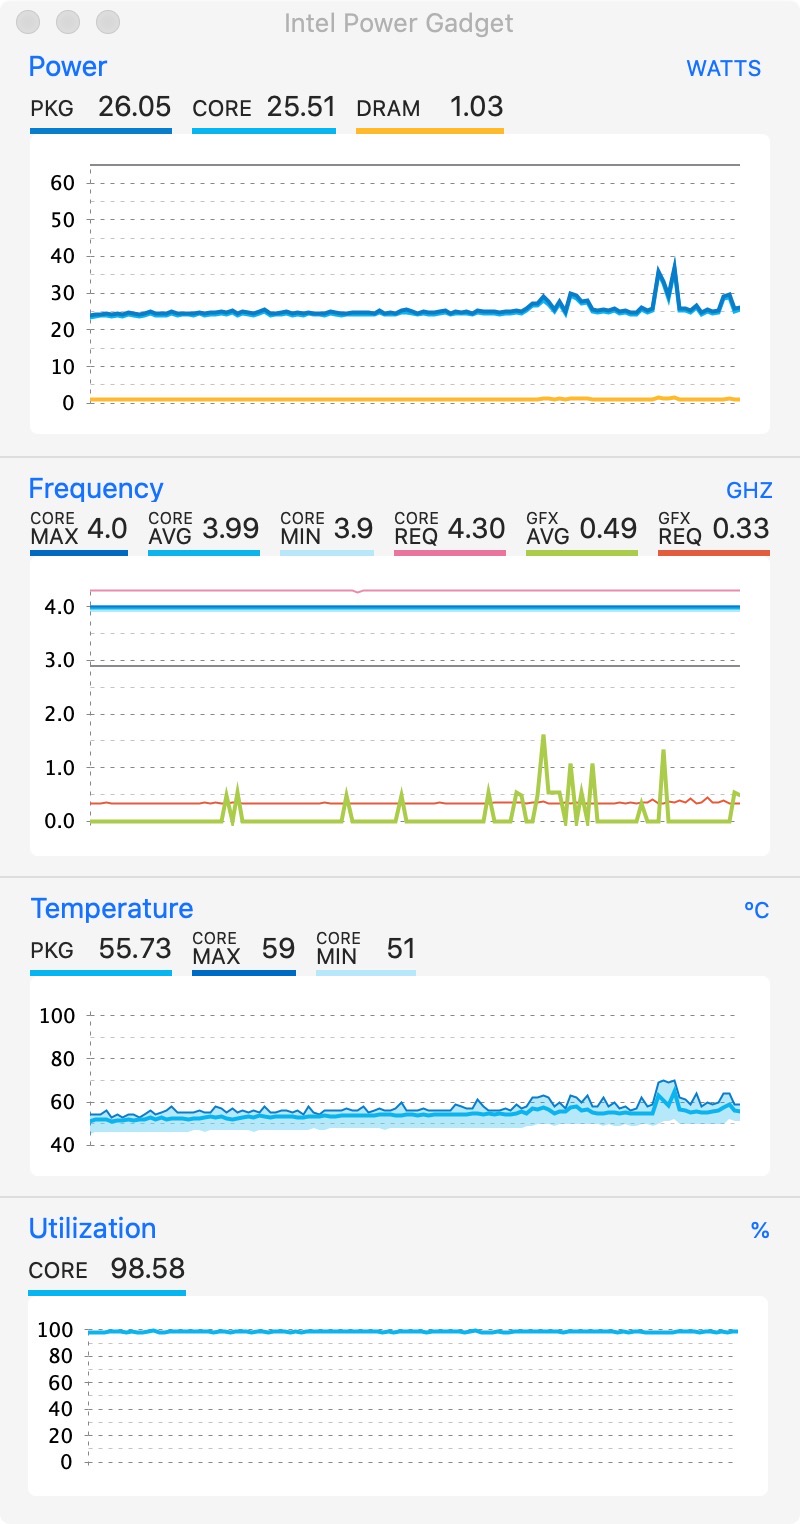 Intel Power Gadget
Power WATTS
PKG 26.05 CORE 25.51 DRAM 1.03
60
50
40
30
20
10
0
Frequency GHZ
CORE MAX 4.0 CORE AVG 3.99 CORE MIN 3.9 CORE REQ 4.30 GFX AVG 0.49 GFX REQ 0.33
4.0
3.0
2.0
1.0
0.0
Temperature ºC
PKG 55.73 CORE MAX 59 CORE MIN 51
100
80
60
40
Utilization %
CORE 98.58
100
80
60
40
20
0